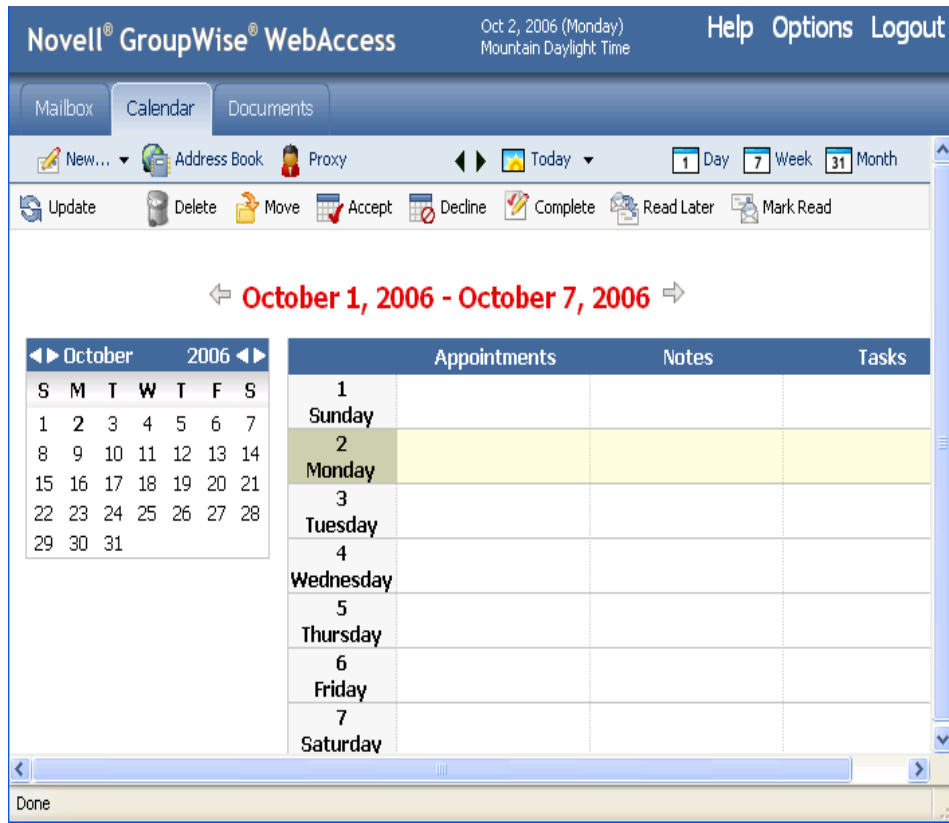 Novell® GroupWise® WebAccess
Oct 2, 2006 (Monday)
Mountain Daylight Time
Help Options Logout
Mailbox Calendar Documents
New... Address Book Proxy Today 1 Day 7 Week 31 Month
Update Delete Move Accept Decline Complete Read Later Mark Read
October 1, 2006 - October 7, 2006
October 2006
S M T W T F S
1 2 3 4 5 6 7
8 9 10 11 12 13 14
15 16 17 18 19 20 21
22 23 24 25 26 27 28
29 30 31
Appointments Notes Tasks
1
Sunday
2
Monday
3
Tuesday
4
Wednesday
5
Thursday
6
Friday
7
Saturday
Done